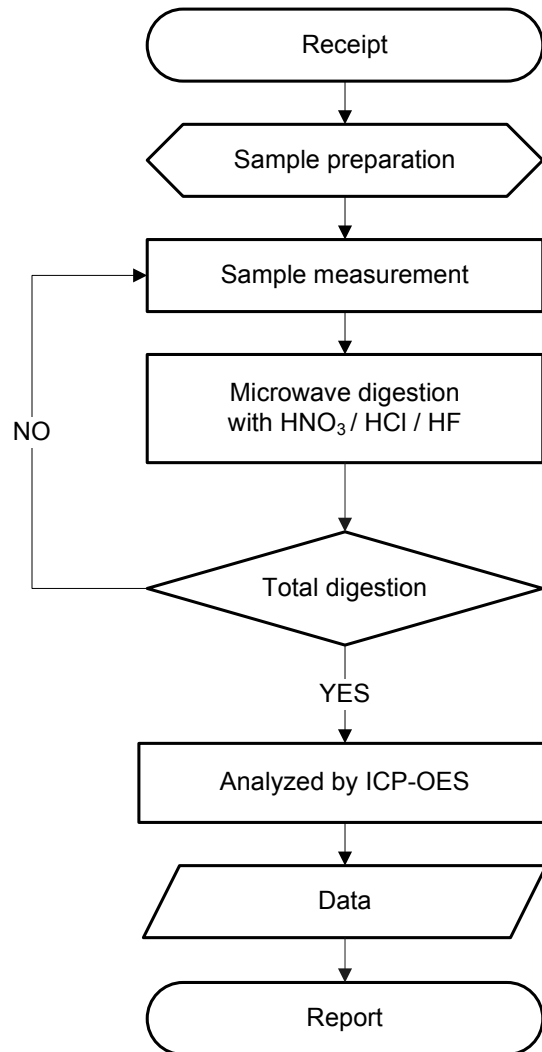 Receipt
Sample preparation
Sample measurement
Microwave digestion
with HNO₃ / HCl / HF
NO
Total digestion
YES
Analyzed by ICP-OES
Data
Report